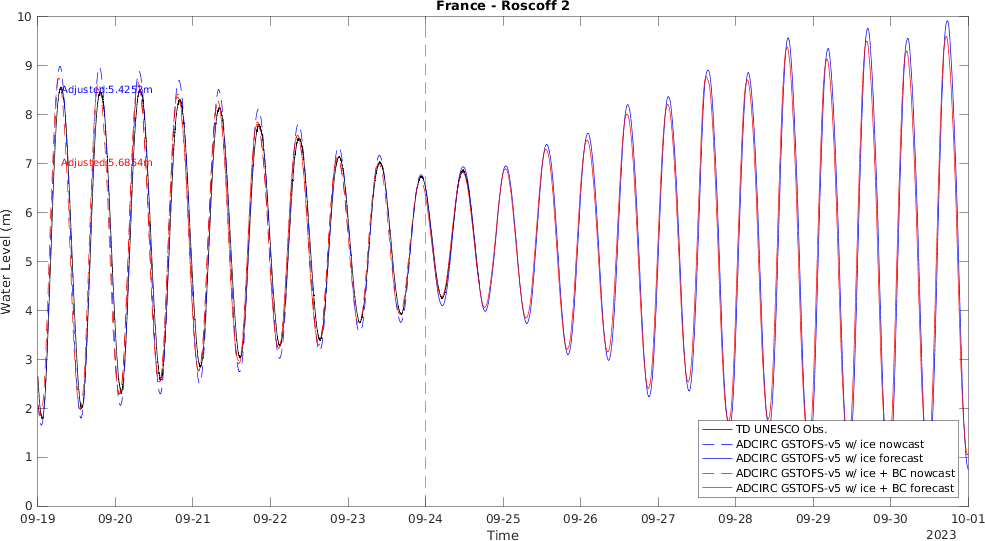 France - Roscoff 2
10
9
8
7
6
5
4
3
2
1
0
Water Level (m)
Adjusted:5.4252m
Adjusted:5.6854m
TD UNESCO Obs.
ADCIRC GSTOFS-v5 w/ ice nowcast
ADCIRC GSTOFS-v5 w/ ice forecast
ADCIRC GSTOFS-v5 w/ ice + BC nowcast
ADCIRC GSTOFS-v5 w/ ice + BC forecast
09-19 09-20 09-21 09-22 09-23 09-24 09-25 09-26 09-27 09-28 09-29 09-30 10-01
Time
2023